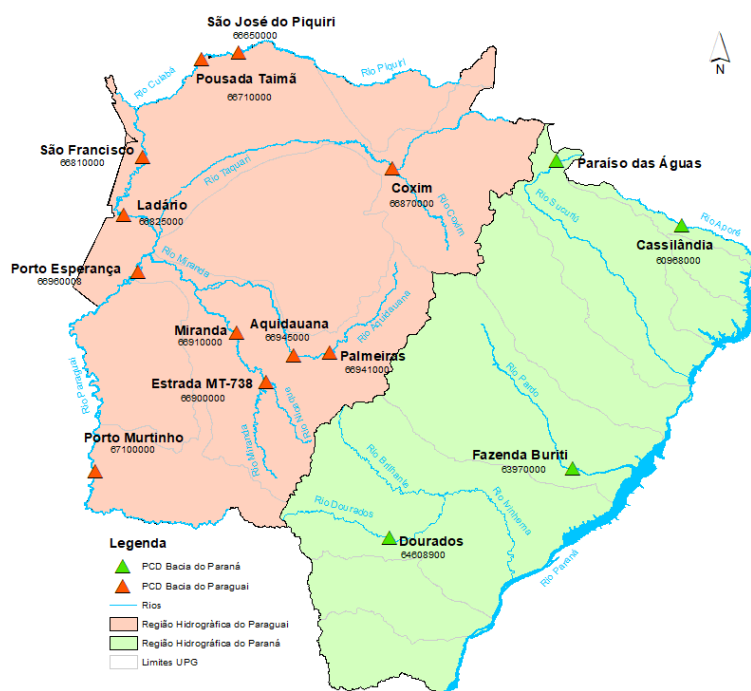 São José do Piquiri
66650000
N
Pousada Taimã
66710000
Rio Cuiabá
Rio Piquiri
São Francisco
66810000
Rio Taquari
Coxim
66870000
Rio Coxim
Paraíso das Águas
Rio Sucuriú
Ladário
66825000
Rio Aporé
Cassilândia
60968000
Porto Esperança
66960008
Rio Miranda
Miranda
66910000
Aquidauana
66945000
Rio Aquidauana
Palmeiras
66941000
Estrada MT-738
66900000
Rio Nioaque
Rio Miranda
Rio Paraguai
Rio Pardo
Porto Murtinho
67100000
Fazenda Buriti
63970000
Rio Brilhante
Rio Ivinhema
Rio Dourados
Dourados
64608900
Rio Paraná
Legenda
PCD Bacia do Paraná
PCD Bacia do Paraguai
Rios
Região Hidrográfica do Paraguai
Região Hidrográfica do Paraná
Limites UPG